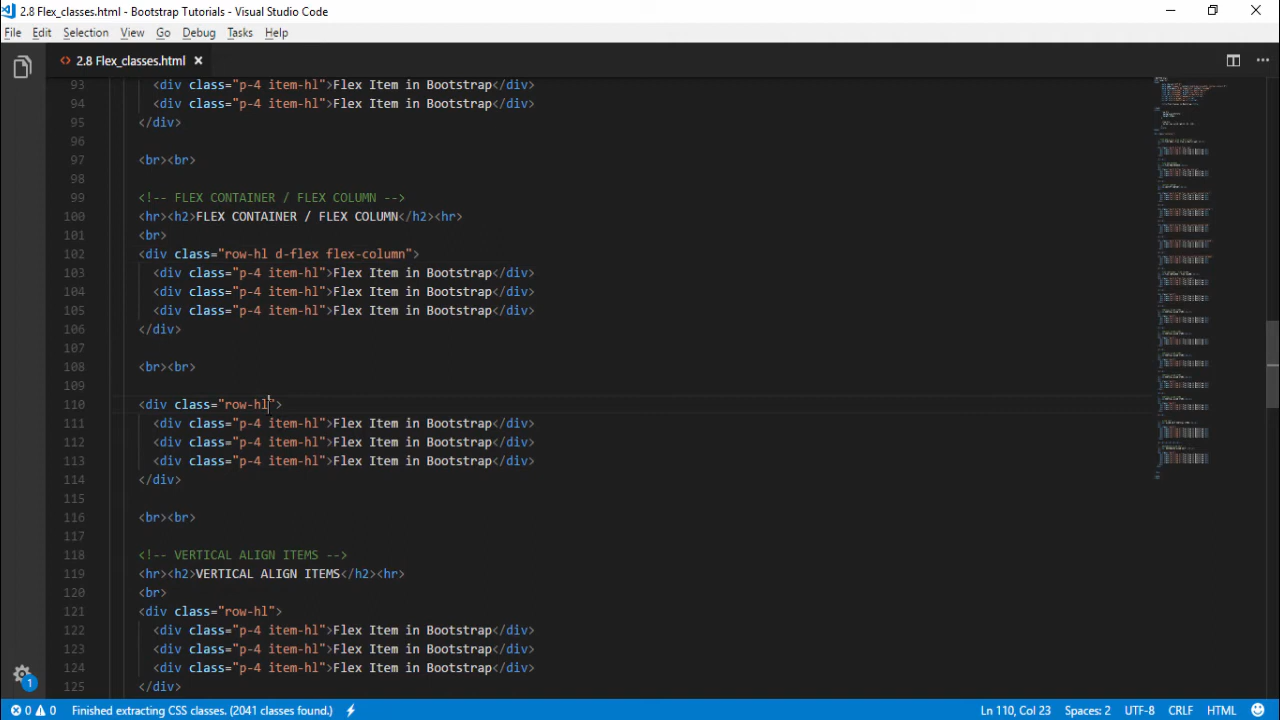 2.8 Flex_classes.html - Bootstrap Tutorials - Visual Studio Code
File Edit Selection View Go Debug Tasks Help
2.8 Flex_classes.html
93 <div class="p-4 item-hl">Flex Item in Bootstrap</div>
94 <div class="p-4 item-hl">Flex Item in Bootstrap</div>
95 </div>
96
97 <br><br>
98
99 <!-- FLEX CONTAINER / FLEX COLUMN -->
100 <hr><h2>FLEX CONTAINER / FLEX COLUMN</h2><hr>
101 <br>
102 <div class="row-hl d-flex flex-column">
103 <div class="p-4 item-hl">Flex Item in Bootstrap</div>
104 <div class="p-4 item-hl">Flex Item in Bootstrap</div>
105 <div class="p-4 item-hl">Flex Item in Bootstrap</div>
106 </div>
107
108 <br><br>
109
110 <div class="row-hl">
111 <div class="p-4 item-hl">Flex Item in Bootstrap</div>
112 <div class="p-4 item-hl">Flex Item in Bootstrap</div>
113 <div class="p-4 item-hl">Flex Item in Bootstrap</div>
114 </div>
115
116 <br><br>
117
118 <!-- VERTICAL ALIGN ITEMS -->
119 <hr><h2>VERTICAL ALIGN ITEMS</h2><hr>
120 <br>
121 <div class="row-hl">
122 <div class="p-4 item-hl">Flex Item in Bootstrap</div>
123 <div class="p-4 item-hl">Flex Item in Bootstrap</div>
124 <div class="p-4 item-hl">Flex Item in Bootstrap</div>
125 </div>
1
0 0 Finished extracting CSS classes. (2041 classes found.) Ln 110, Col 23 Spaces: 2 UTF-8 CRLF HTML